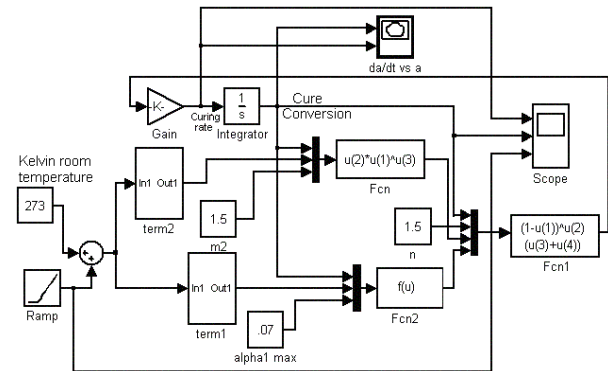 da/dt vs a
-K-
Gain
Curing
rate
1
s
Integrator
Cure
Conversion
Scope
Kelvin room
temperature
273
In1 Out1
term2
1.5
m2
u(2)*u(1)^u(3)
Fcn
1.5
n
(1-u(1))^u(2)
(u(3)+u(4))
Fcn1
Ramp
In1 Out1
term1
.07
alpha1 max
f(u)
Fcn2